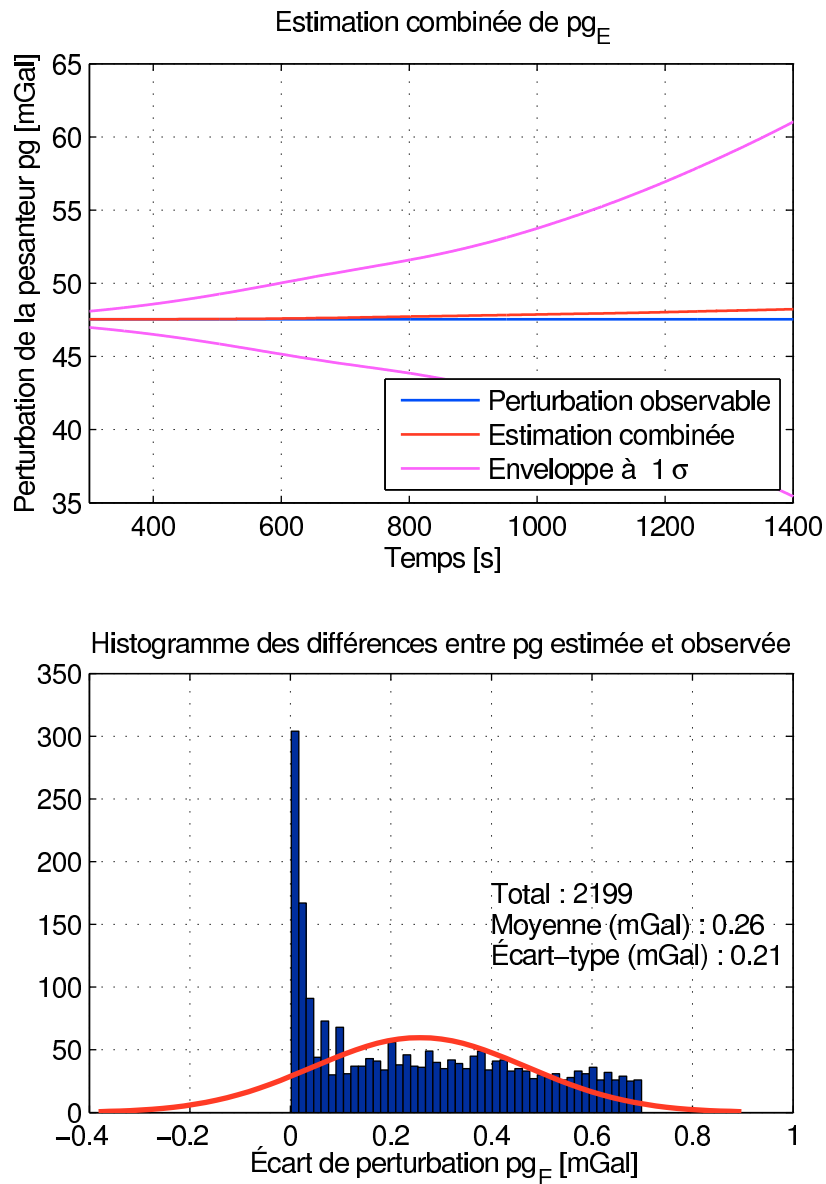 Estimation combinée de pg_E
Perturbation de la pesanteur pg [mGal]
65
60
55
50
45
40
35
400
600
800
1000
1200
1400
Temps [s]
Perturbation observable
Estimation combinée
Enveloppe à 1 σ
Histogramme des différences entre pg estimée et observée
350
300
250
200
150
100
50
0
−0.4
−0.2
0
0.2
0.4
0.6
0.8
1
Total : 2199
Moyenne (mGal) : 0.26
Écart−type (mGal) : 0.21
Écart de perturbation pg_E [mGal]